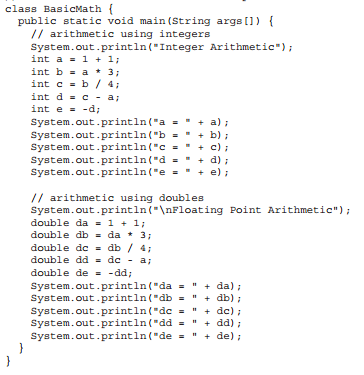 class BasicMath {
public static void main(String args[]) {
// arithmetic using integers
System.out.println("Integer Arithmetic");
int a = 1 + 1;
int b = a * 3;
int c = b / 4;
int d = c - a;
int e = -d;
System.out.println("a = " + a);
System.out.println("b = " + b);
System.out.println("c = " + c);
System.out.println("d = " + d);
System.out.println("e = " + e);
// arithmetic using doubles
System.out.println("\nFloating Point Arithmetic");
double da = 1 + 1;
double db = da * 3;
double dc = db / 4;
double dd = dc - a;
double de = -dd;
System.out.println("da = " + da);
System.out.println("db = " + db);
System.out.println("dc = " + dc);
System.out.println("dd = " + dd);
System.out.println("de = " + de);
}
}